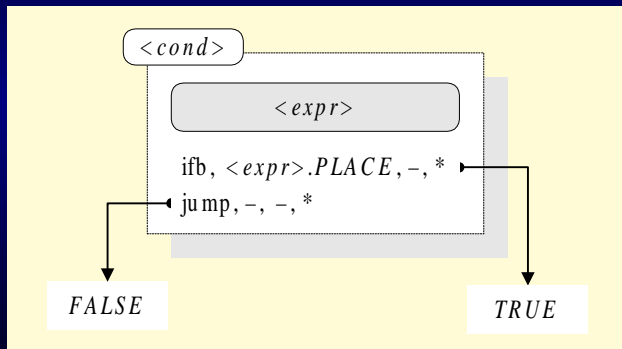 <cond>
<expr>
ifb, <expr>.PLACE, –, *
jump, –, –, *
FALSE
TRUE